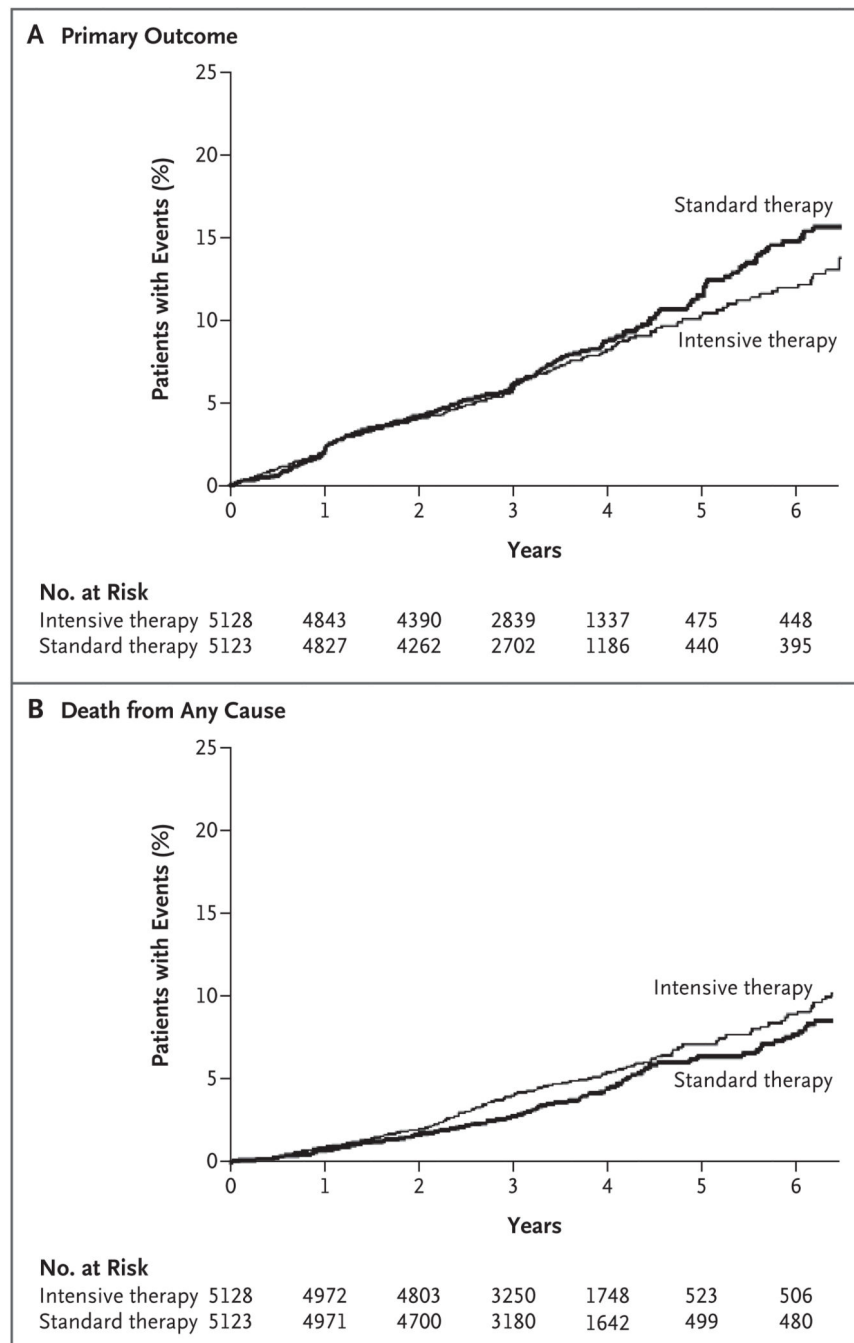 A Primary Outcome
25
20
15
10
5
0
Patients with Events (%)
Standard therapy
Intensive therapy
0 1 2 3 4 5 6
Years
No. at Risk
Intensive therapy 5128 4843 4390 2839 1337 475 448
Standard therapy 5123 4827 4262 2702 1186 440 395
B Death from Any Cause
25
20
15
10
5
0
Patients with Events (%)
Intensive therapy
Standard therapy
0 1 2 3 4 5 6
Years
No. at Risk
Intensive therapy 5128 4972 4803 3250 1748 523 506
Standard therapy 5123 4971 4700 3180 1642 499 480